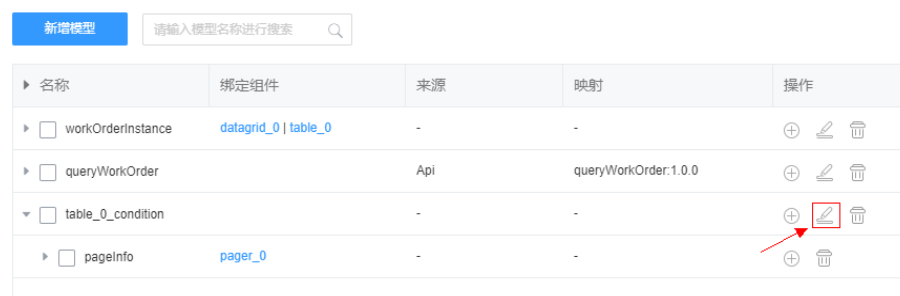 新增模型 请输入模型名称进行搜索
名称 绑定组件 来源 映射 操作
workOrderInstance datagrid_0 | table_0 - -
queryWorkOrder Api queryWorkOrder:1.0.0
table_0_condition - -
pageInfo pager_0 - -